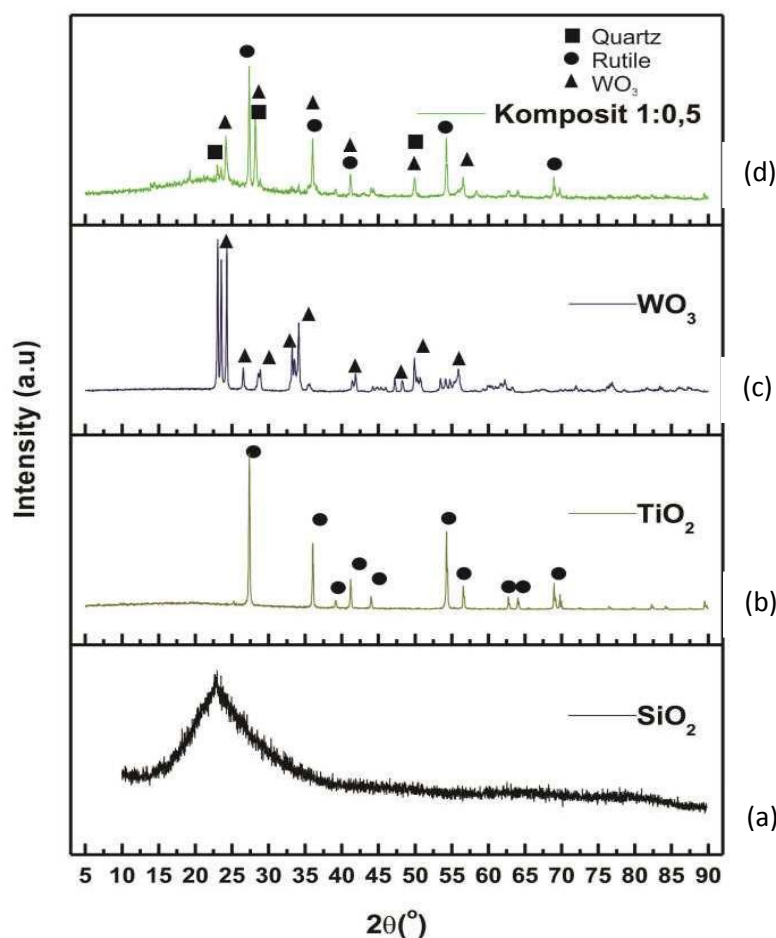 ■ Quartz
● Rutile
▲ WO₃
Komposit 1:0,5
(d)
WO₃
(c)
TiO₂
(b)
SiO₂
(a)
Intensity (a.u)
5 10 15 20 25 30 35 40 45 50 55 60 65 70 75 80 85 90
2θ(°)